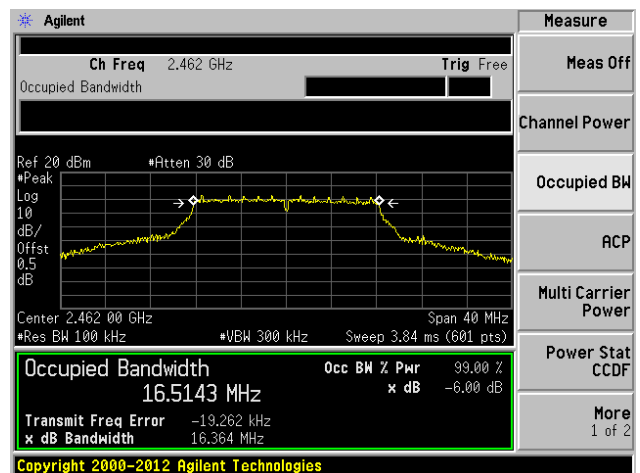 Agilent
Measure
Ch Freq 2.462 GHz Trig Free
Meas Off
Occupied Bandwidth
Channel Power
Ref 20 dBm #Atten 30 dB
#Peak
Log
10
dB/
Offst
0.5
dB
Occupied BW
ACP
Multi Carrier
Power
Center 2.462 00 GHz Span 40 MHz
#Res BW 100 kHz #VBW 300 kHz Sweep 3.84 ms (601 pts)
Power Stat
CCDF
Occupied Bandwidth Occ BW % Pwr 99.00 %
16.5143 MHz x dB -6.00 dB
Transmit Freq Error -19.262 kHz
x dB Bandwidth 16.364 MHz
More
1 of 2
Copyright 2000-2012 Agilent Technologies